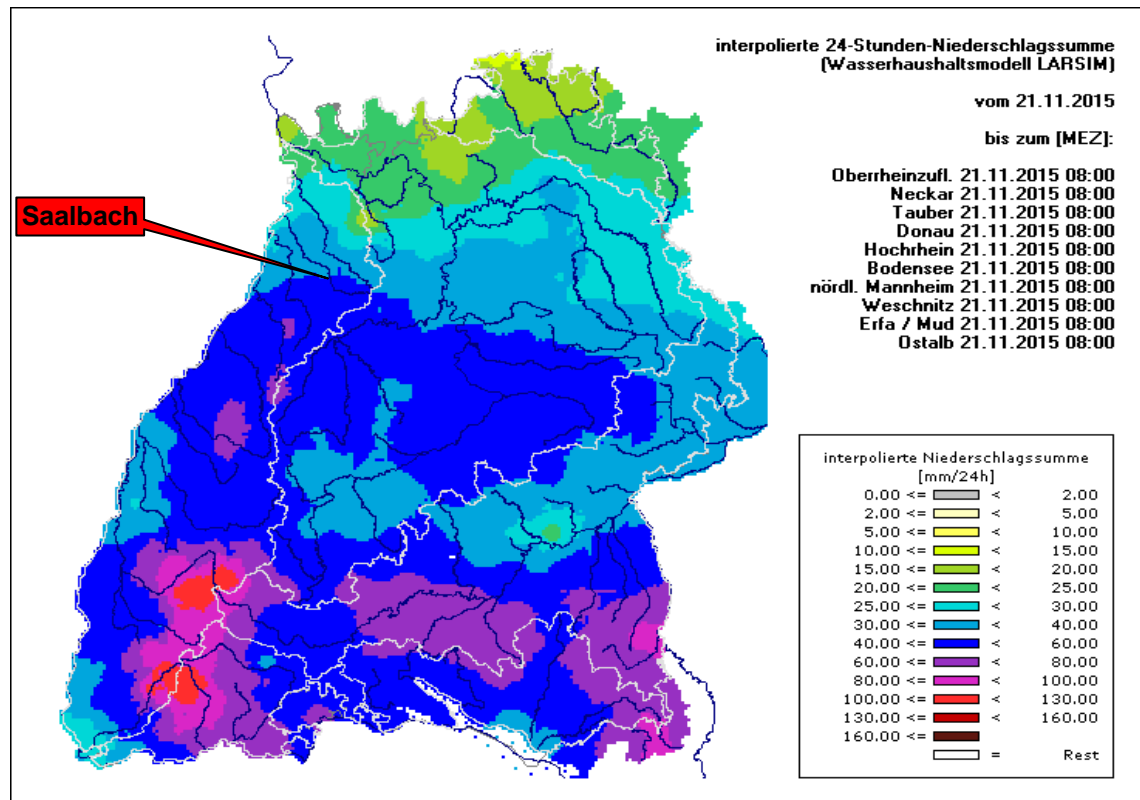 interpolierte 24-Stunden-Niederschlagssumme
(Wasserhaushaltsmodell LARSIM)
vom 21.11.2015
bis zum [MEZ]:
Oberrheinzufl. 21.11.2015 08:00
Neckar 21.11.2015 08:00
Tauber 21.11.2015 08:00
Donau 21.11.2015 08:00
Hochrhein 21.11.2015 08:00
Bodensee 21.11.2015 08:00
nördl. Mannheim 21.11.2015 08:00
Weschnitz 21.11.2015 08:00
Erfa / Mud 21.11.2015 08:00
Ostalb 21.11.2015 08:00
Saalbach
interpolierte Niederschlagssumme
[mm/24h]
0.00 <= < 2.00
2.00 <= < 5.00
5.00 <= < 10.00
10.00 <= < 15.00
15.00 <= < 20.00
20.00 <= < 25.00
25.00 <= < 30.00
30.00 <= < 40.00
40.00 <= < 60.00
60.00 <= < 80.00
80.00 <= < 100.00
100.00 <= < 130.00
130.00 <= < 160.00
160.00 <=
= Rest